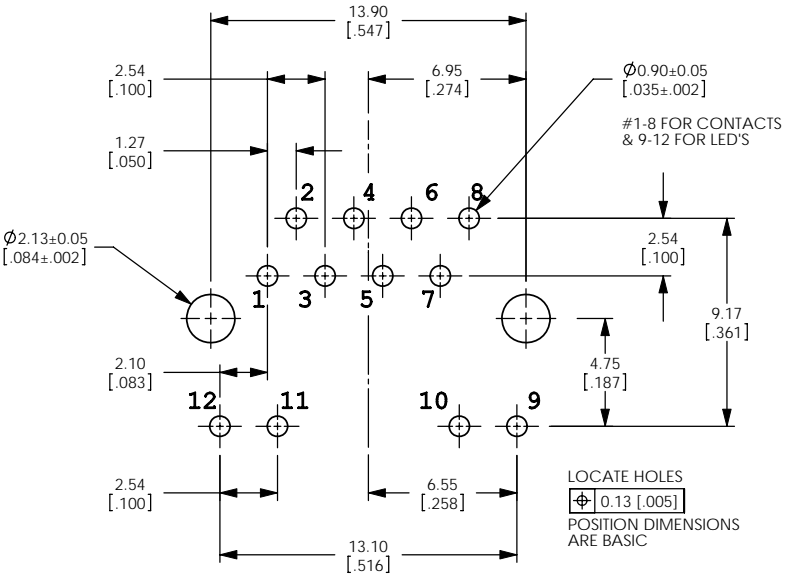 13.90
[.547]
2.54
[.100]
6.95
[.274]
Ø0.90±0.05
[.035±.002]
#1-8 FOR CONTACTS
& 9-12 FOR LED'S
1.27
[.050]
2 4 6 8
Ø2.13±0.05
[.084±.002]
2.54
[.100]
1 3 5 7
9.17
[.361]
2.10
[.083]
4.75
[.187]
12 11 10 9
2.54
[.100]
6.55
[.258]
LOCATE HOLES
⌖ 0.13 [.005]
POSITION DIMENSIONS
ARE BASIC
13.10
[.516]